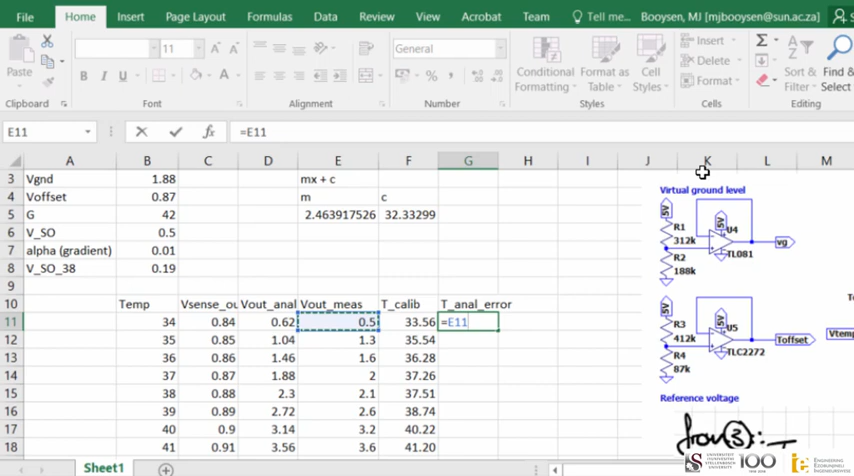 File Home Insert Page Layout Formulas Data Review View Acrobat Team Tell me... Booysen, MJ [mjbooysen@sun.ac.za] S
Paste 11 A A General Conditional Formatting Format as Table Cell Styles Insert Delete Format Sort & Filter Find & Select
B I U A
Clipboard Font Alignment Number Styles Cells Editing
E11 fx =E11
A B C D E F G H I J K L M
3 Vgnd 1.88 mx + c
4 Voffset 0.87 m c
5 G 42 2.463917526 32.33299
6 V_SO 0.5
7 alpha (gradient) 0.01
8 V_SO_38 0.19
9
10 Temp Vsense_ou Vout_anal Vout_meas T_calib T_anal_error
11 34 0.84 0.62 0.5 33.56 =E11
12 35 0.85 1.04 1.3 35.54
13 36 0.86 1.46 1.6 36.28
14 37 0.87 1.88 2 37.26
15 38 0.88 2.3 2.1 37.51
16 39 0.89 2.72 2.6 38.74
17 40 0.9 3.14 3.2 40.22
18 41 0.91 3.56 3.6 41.20
Virtual ground level
5V
R1
312k
5V
U4
vg
TL081
R2
188k
5V
R3
412k
5V
U5
Toffset
Vtemp
TLC2272
R4
87k
Reference voltage
from (3):
100
Sheet1